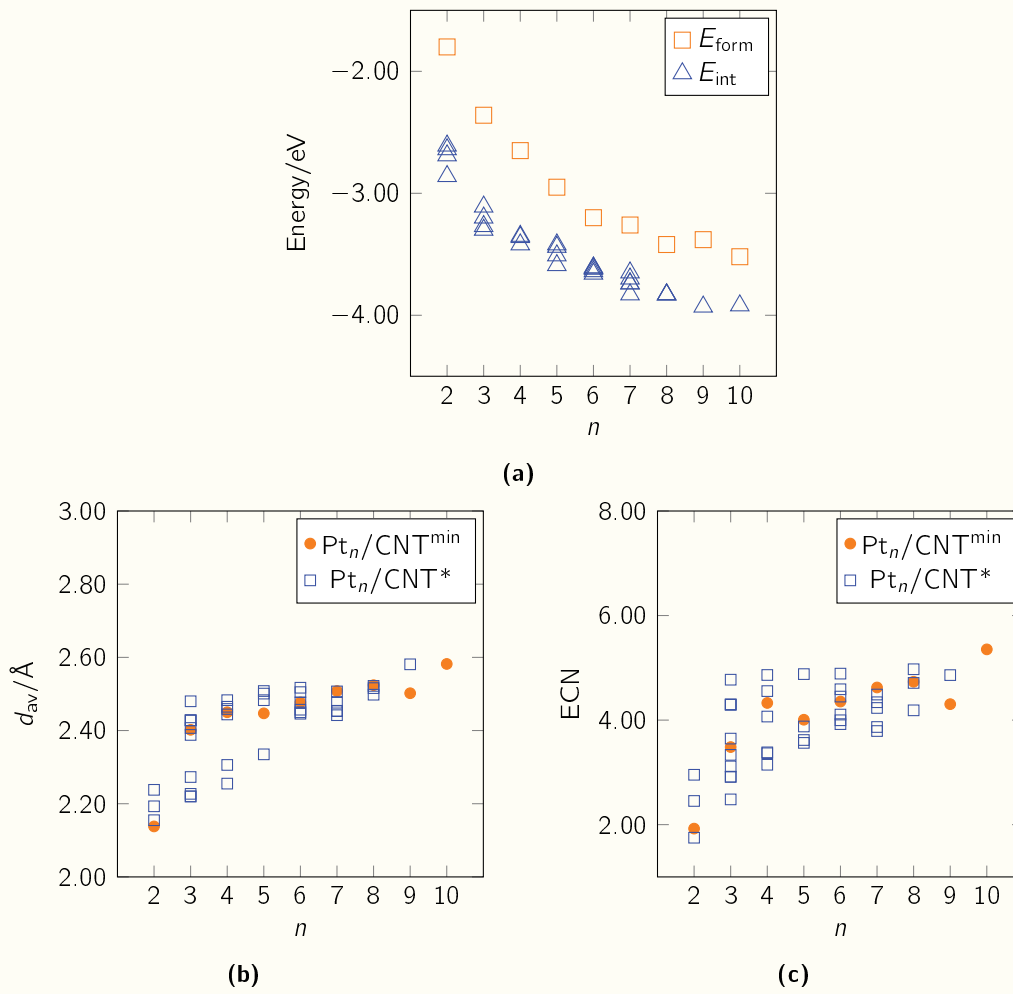 −2.00
−3.00
−4.00
Energy/eV
E_form
E_int
2 3 4 5 6 7 8 9 10
n
(a)
3.00
2.80
2.60
2.40
2.20
2.00
d_av/Å
Pt_n/CNT^min
Pt_n/CNT*
2 3 4 5 6 7 8 9 10
n
(b)
8.00
6.00
4.00
2.00
ECN
Pt_n/CNT^min
Pt_n/CNT*
2 3 4 5 6 7 8 9 10
n
(c)